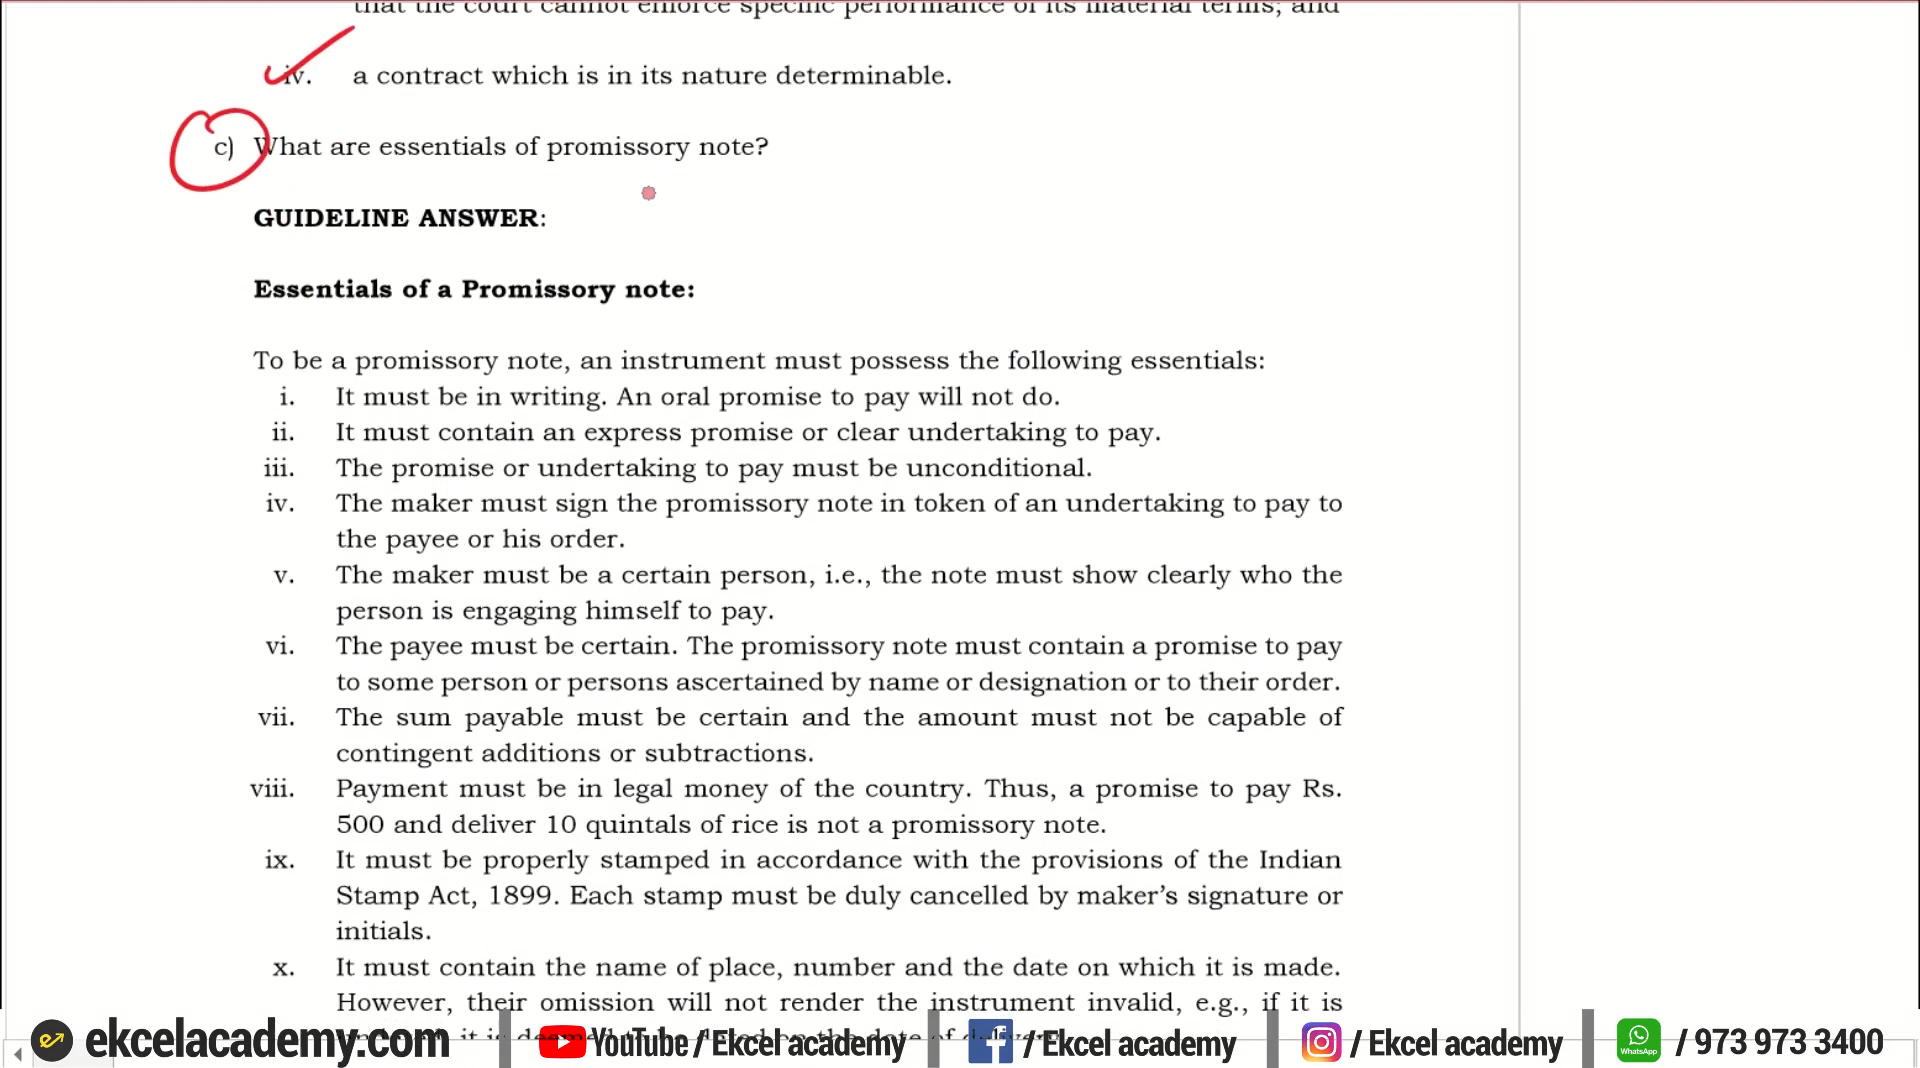 that the court cannot enforce specific performance of its material terms; and
iv. a contract which is in its nature determinable.
c) What are essentials of promissory note?
GUIDELINE ANSWER:
Essentials of a Promissory note:
To be a promissory note, an instrument must possess the following essentials:
i. It must be in writing. An oral promise to pay will not do.
ii. It must contain an express promise or clear undertaking to pay.
iii. The promise or undertaking to pay must be unconditional.
iv. The maker must sign the promissory note in token of an undertaking to pay to
the payee or his order.
v. The maker must be a certain person, i.e., the note must show clearly who the
person is engaging himself to pay.
vi. The payee must be certain. The promissory note must contain a promise to pay
to some person or persons ascertained by name or designation or to their order.
vii. The sum payable must be certain and the amount must not be capable of
contingent additions or subtractions.
viii. Payment must be in legal money of the country. Thus, a promise to pay Rs.
500 and deliver 10 quintals of rice is not a promissory note.
ix. It must be properly stamped in accordance with the provisions of the Indian
Stamp Act, 1899. Each stamp must be duly cancelled by maker's signature or
initials.
x. It must contain the name of place, number and the date on which it is made.
However, their omission will not render the instrument invalid, e.g., if it is
ekcelacademy.com YouTube / Ekcel academy / Ekcel academy / Ekcel academy WhatsApp / 973 973 3400